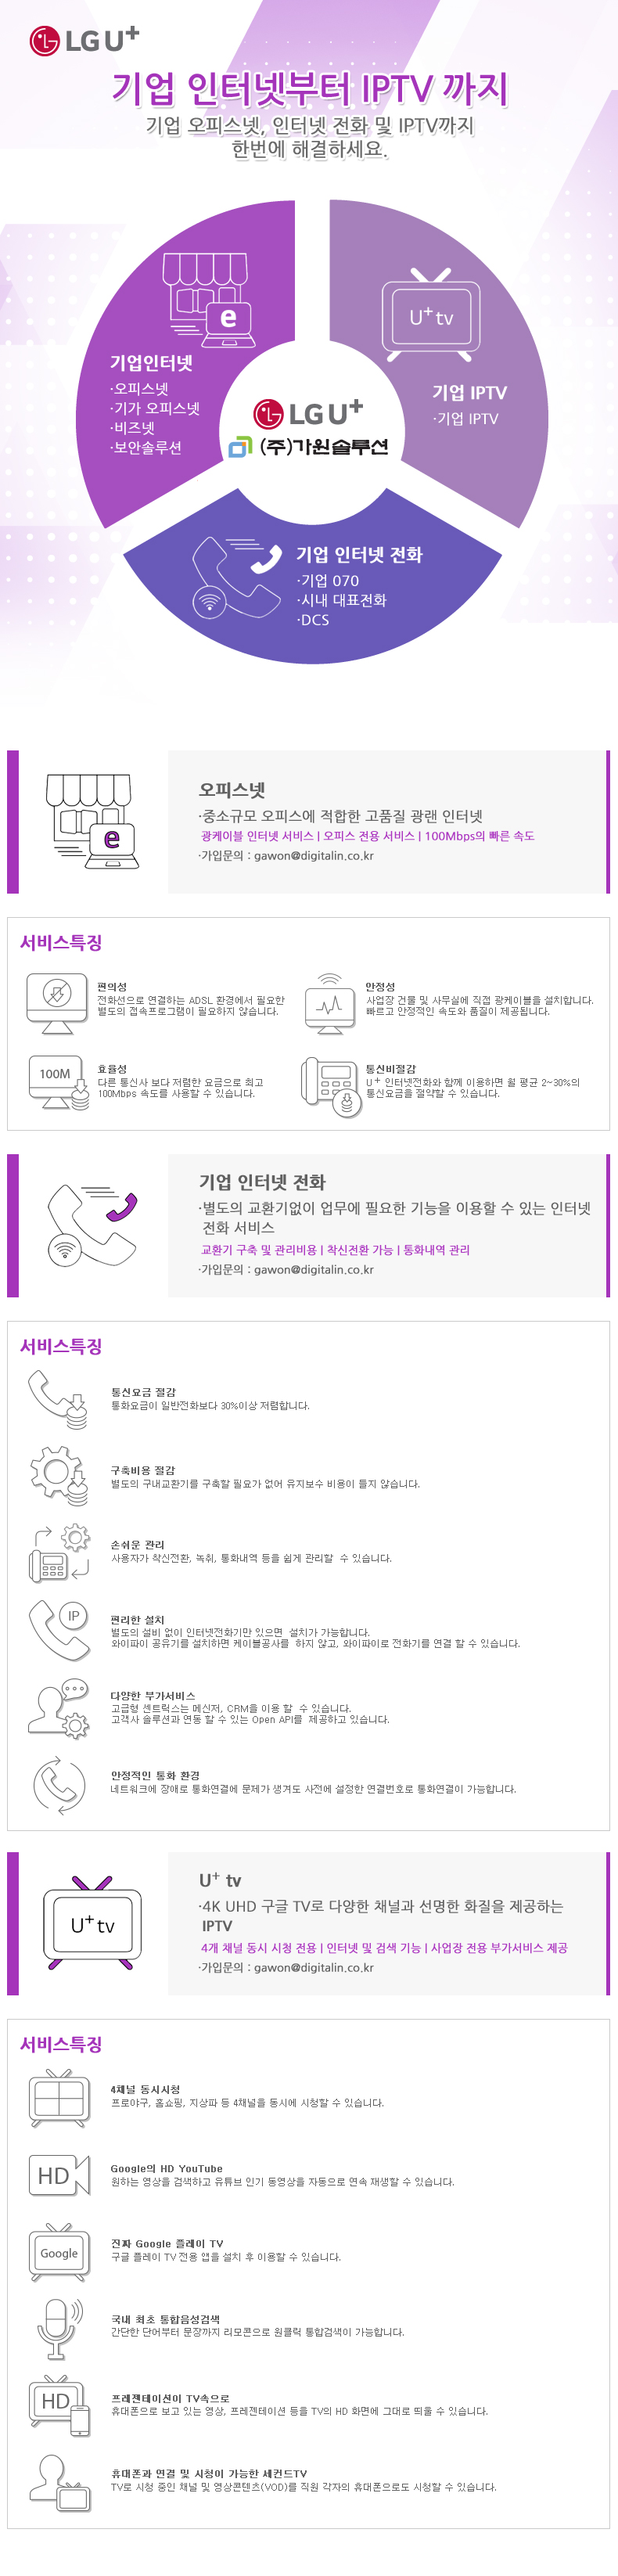 LG U+
기업 인터넷부터 IPTV 까지
기업 오피스넷, 인터넷 전화 및 IPTV까지
한번에 해결하세요.
e
기업인터넷
·오피스넷
·기가 오피스넷
·비즈넷
·보안솔루션
U+ tv
기업 IPTV
·기업 IPTV
LG U+
(주)가원솔루션
기업 인터넷 전화
·기업 070
·시내 대표전화
·DCS
e
오피스넷
·중소규모 오피스에 적합한 고품질 광랜 인터넷
광케이블 인터넷 서비스 | 오피스 전용 서비스 | 100Mbps의 빠른 속도
·가입문의 : gawon@digitalin.co.kr
서비스특징
편의성
전화선으로 연결하는 ADSL 환경에서 필요한
별도의 접속프로그램이 필요하지 않습니다.
안정성
사업장 건물 및 사무실에 직접 광케이블을 설치합니다.
빠르고 안정적인 속도와 품질이 제공됩니다.
100M
효율성
다른 통신사 보다 저렴한 요금으로 최고
100Mbps 속도를 사용할 수 있습니다.
통신비절감
U+ 인터넷전화와 함께 이용하면 월 평균 2~30%의
통신요금을 절약할 수 있습니다.
기업 인터넷 전화
·별도의 교환기없이 업무에 필요한 기능을 이용할 수 있는 인터넷
전화 서비스
교환기 구축 및 관리비용 | 착신전환 가능 | 통화내역 관리
·가입문의 : gawon@digitalin.co.kr
서비스특징
통신요금 절감
통화요금이 일반전화보다 30%이상 저렴합니다.
구축비용 절감
별도의 구내교환기를 구축할 필요가 없어 유지보수 비용이 들지 않습니다.
손쉬운 관리
사용자가 착신전환, 녹취, 통화내역 등을 쉽게 관리할 수 있습니다.
IP
편리한 설치
별도의 설비 없이 인터넷전화기만 있으면 설치가 가능합니다.
와이파이 공유기를 설치하면 케이블공사를 하지 않고, 와이파이로 전화기를 연결 할 수 있습니다.
다양한 부가서비스
고급형 센트릭스는 메신저, CRM을 이용 할 수 있습니다.
고객사 솔루션과 연동 할 수 있는 Open API를 제공하고 있습니다.
안정적인 통화 환경
네트워크에 장애로 통화연결에 문제가 생겨도 사전에 설정한 연결번호로 통화연결이 가능합니다.
U+ tv
U+ tv
·4K UHD 구글 TV로 다양한 채널과 선명한 화질을 제공하는
IPTV
4개 채널 동시 시청 전용 | 인터넷 및 검색 기능 | 사업장 전용 부가서비스 제공
·가입문의 : gawon@digitalin.co.kr
서비스특징
4채널 동시시청
프로야구, 홈쇼핑, 지상파 등 4채널을 동시에 시청할 수 있습니다.
HD
Google의 HD YouTube
원하는 영상을 검색하고 유튜브 인기 동영상을 자동으로 연속 재생할 수 있습니다.
Google
진짜 Google 플레이 TV
구글 플레이 TV 전용 앱을 설치 후 이용할 수 있습니다.
국내 최초 통합음성검색
간단한 단어부터 문장까지 리모콘으로 원클릭 통합검색이 가능합니다.
HD
프레젠테이션이 TV속으로
휴대폰으로 보고 있는 영상, 프레젠테이션 등을 TV의 HD 화면에 그대로 띄울 수 있습니다.
휴대폰과 연결 및 시청이 가능한 세컨드TV
TV로 시청 중인 채널 및 영상콘텐츠(VOD)를 직원 각자의 휴대폰으로도 시청할 수 있습니다.